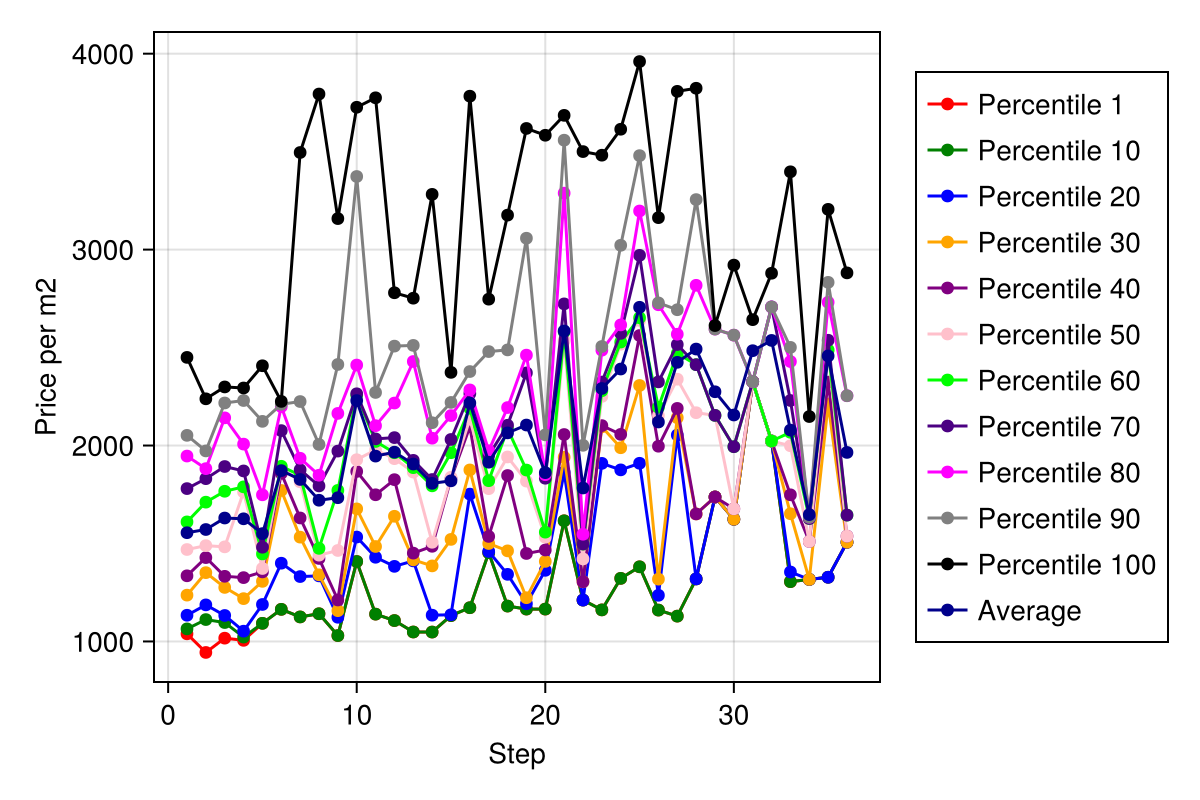 4000
3000
2000
1000
Price per m2
0 10 20 30
Step
Percentile 1
Percentile 10
Percentile 20
Percentile 30
Percentile 40
Percentile 50
Percentile 60
Percentile 70
Percentile 80
Percentile 90
Percentile 100
Average